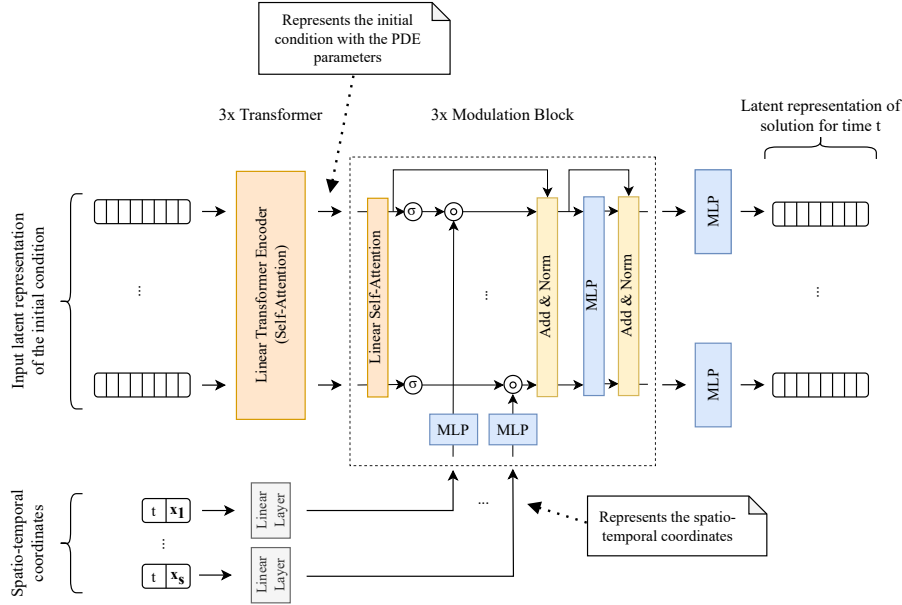 Represents the initial
condition with the PDE
parameters
3x Transformer
3x Modulation Block
Latent representation of
solution for time t
Input latent representation
of the initial condition
...
Linear Transformer Encoder
(Self-Attention)
Linear Self-Attention
σ
σ
...
Add & Norm
MLP
Add & Norm
MLP
MLP
MLP
MLP
...
Spatio-temporal
coordinates
t x1
...
t xs
Linear
Layer
Linear
Layer
...
Represents the spatio-
temporal coordinates